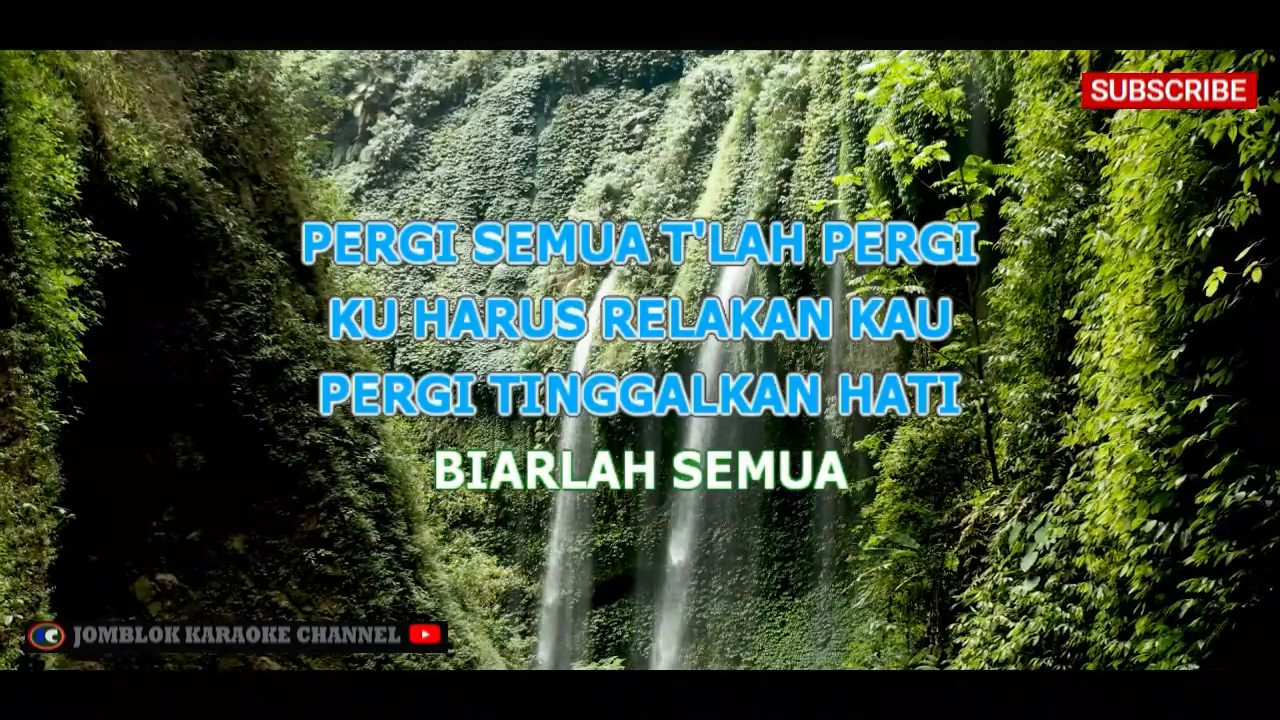 SUBSCRIBE
PERGI SEMUA T'LAH PERGI
KU HARUS RELAKAN KAU
PERGI TINGGALKAN HATI
BIARLAH SEMUA
JOMBLOK KARAOKE CHANNEL